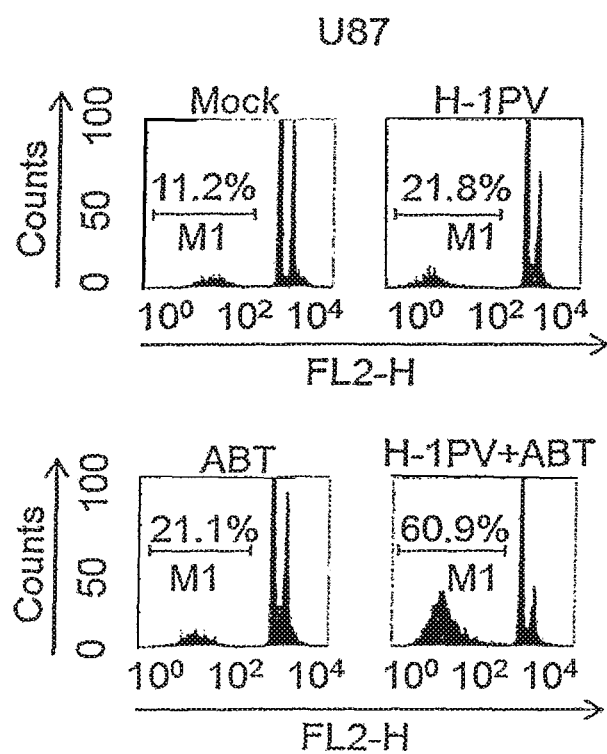 U87
Mock
H-1PV
Counts
100
50
0
11.2%
M1
21.8%
M1
10⁰ 10² 10⁴
10⁰ 10² 10⁴
FL2-H
ABT
H-1PV+ABT
Counts
100
50
0
21.1%
M1
60.9%
M1
10⁰ 10² 10⁴
10⁰ 10² 10⁴
FL2-H